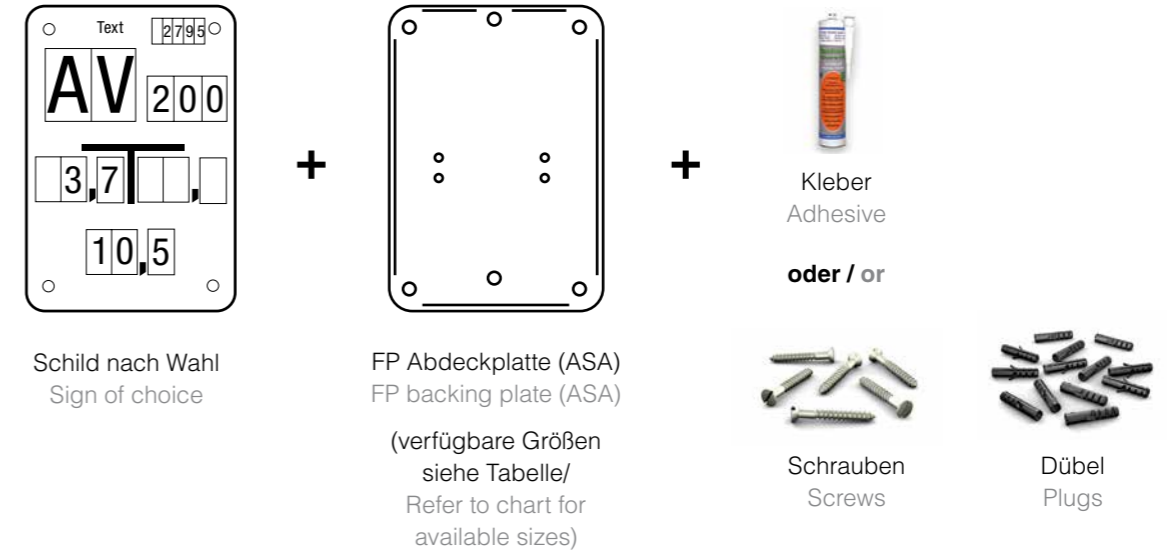 Text
2795
AV
200
3,7 ,
10,5
+
+
Kleber
Adhesive
oder / or
Schild nach Wahl
Sign of choice
FP Abdeckplatte (ASA)
FP backing plate (ASA)
(verfügbare Größen
siehe Tabelle/
Refer to chart for
available sizes)
Schrauben
Screws
Dübel
Plugs